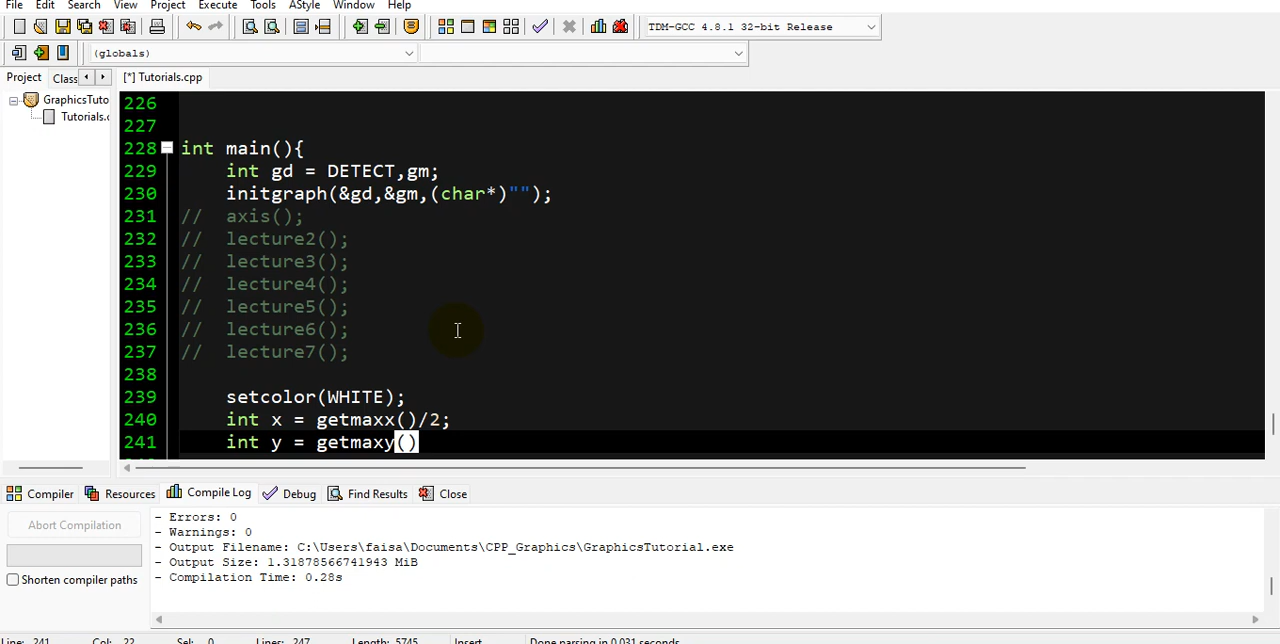 File Edit Search View Project Execute Tools AStyle Window Help
TDM-GCC 4.8.1 32-bit Release
(globals)
Project Class [*] Tutorials.cpp
GraphicsTuto
Tutorials.c
226
227
228 int main(){
229 int gd = DETECT,gm;
230 initgraph(&gd,&gm,(char*)"");
231 // axis();
232 // lecture2();
233 // lecture3();
234 // lecture4();
235 // lecture5();
236 // lecture6();
237 // lecture7();
238
239 setcolor(WHITE);
240 int x = getmaxx()/2;
241 int y = getmaxy()
Compiler Resources Compile Log Debug Find Results Close
Abort Compilation
Shorten compiler paths
- Errors: 0
- Warnings: 0
- Output Filename: C:\Users\faisa\Documents\CPP_Graphics\GraphicsTutorial.exe
- Output Size: 1.31878566741943 MiB
- Compilation Time: 0.28s
Line: 241 Col: 22 Sel: 0 Lines: 247 Length: 5745 Insert Done parsing in 0.031 seconds